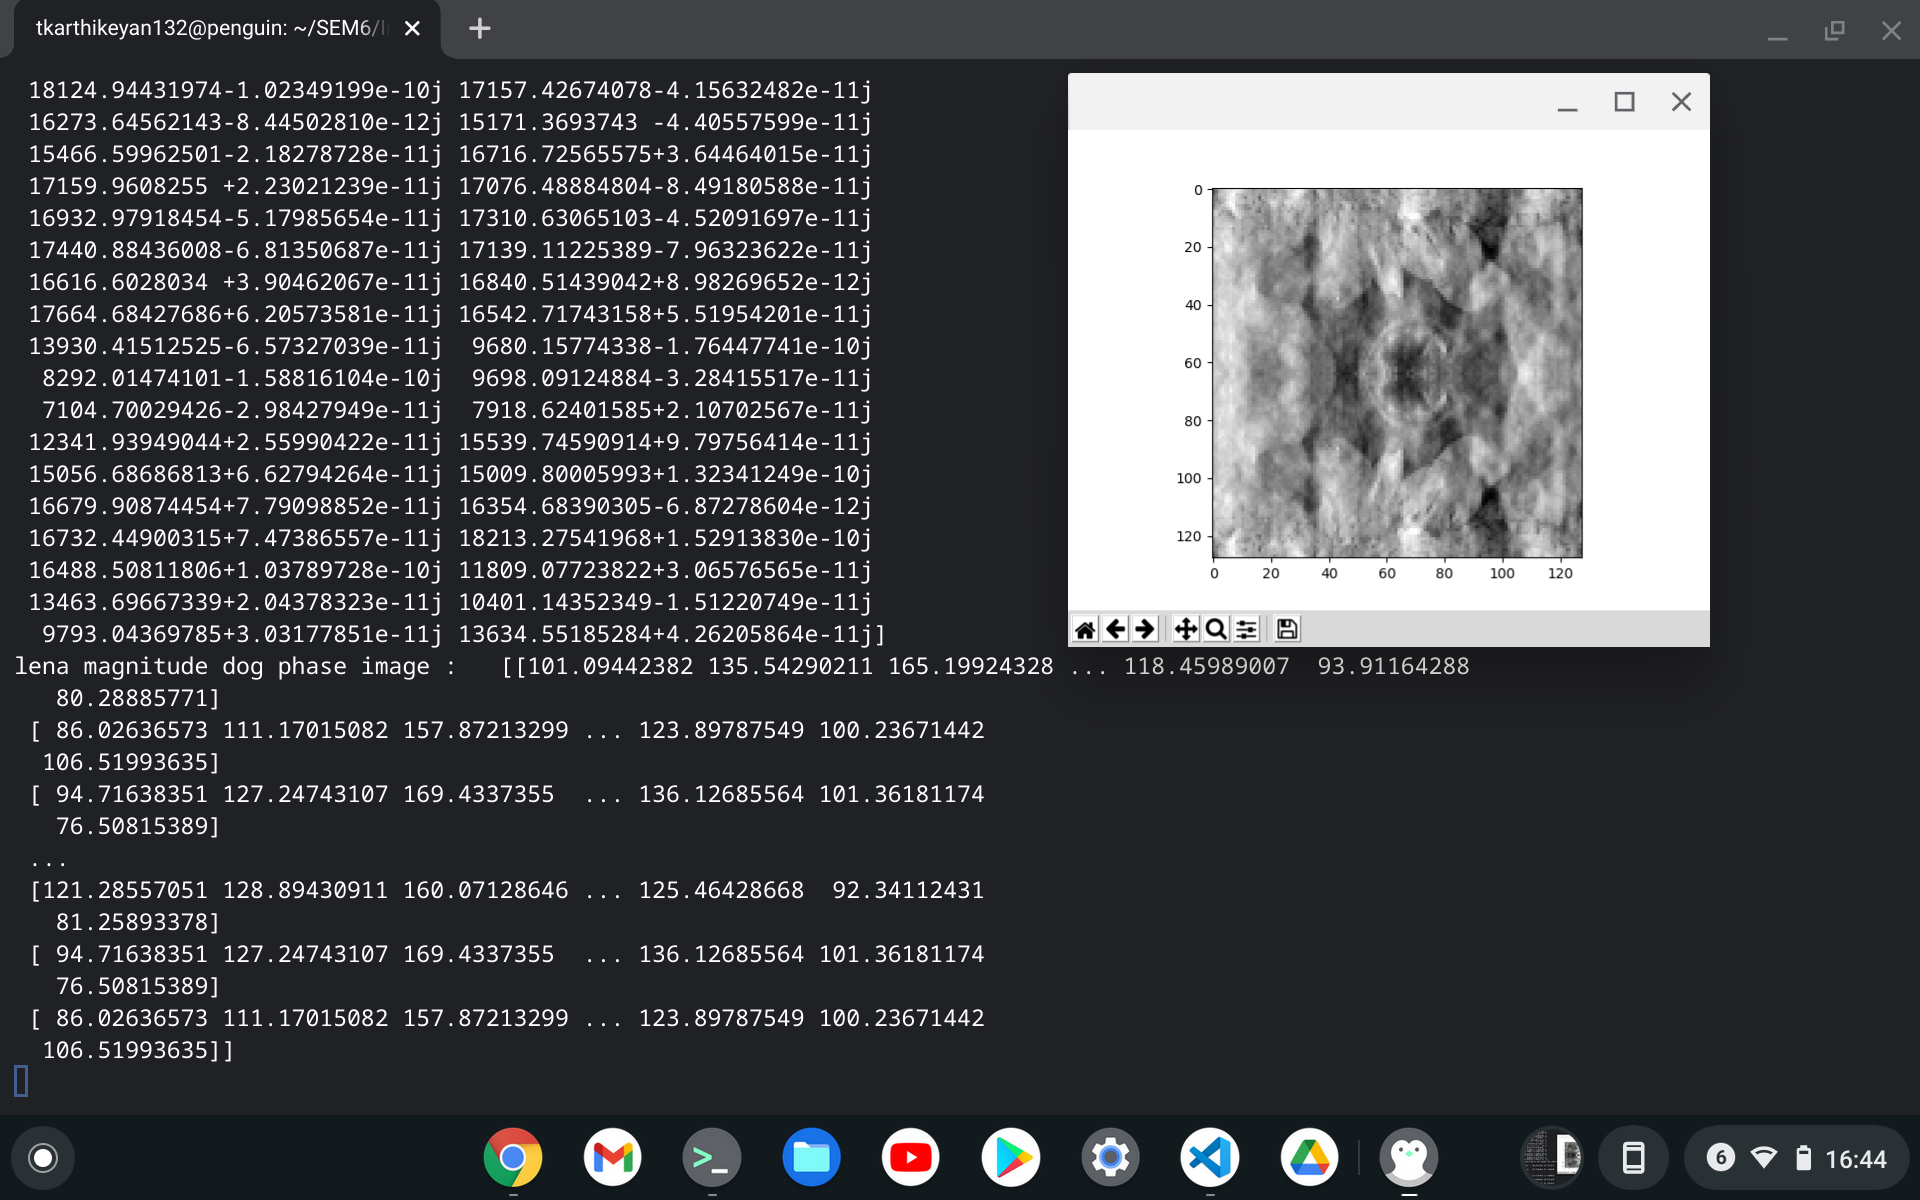 tkarthikeyan132@penguin: ~/SEM6/I
18124.94431974-1.02349199e-10j 17157.42674078-4.15632482e-11j
16273.64562143-8.44502810e-12j 15171.3693743 -4.40557599e-11j
15466.59962501-2.18278728e-11j 16716.72565575+3.64464015e-11j
17159.9608255 +2.23021239e-11j 17076.48884804-8.49180588e-11j
16932.97918454-5.17985654e-11j 17310.63065103-4.52091697e-11j
17440.88436008-6.81350687e-11j 17139.11225389-7.96323622e-11j
16616.6028034 +3.90462067e-11j 16840.51439042+8.98269652e-12j
17664.68427686+6.20573581e-11j 16542.71743158+5.51954201e-11j
13930.41512525-6.57327039e-11j 9680.15774338-1.76447741e-10j
8292.01474101-1.58816104e-10j 9698.09124884-3.28415517e-11j
7104.70029426-2.98427949e-11j 7918.62401585+2.10702567e-11j
12341.93949044+2.55990422e-11j 15539.74590914+9.79756414e-11j
15056.68686813+6.62794264e-11j 15009.80005993+1.32341249e-10j
16679.90874454+7.79098852e-11j 16354.68390305-6.87278604e-12j
16732.44900315+7.47386557e-11j 18213.27541968+1.52913830e-10j
16488.50811806+1.03789728e-10j 11809.07723822+3.06576565e-11j
13463.69667339+2.04378323e-11j 10401.14352349-1.51220749e-11j
9793.04369785+3.03177851e-11j 13634.55185284+4.26205864e-11j]
lena magnitude dog phase image :   [[101.09442382 135.54290211 165.19924328 ... 118.45989007  93.91164288
80.28885771]
[ 86.02636573 111.17015082 157.87213299 ... 123.89787549 100.23671442
106.51993635]
[ 94.71638351 127.24743107 169.4337355  ... 136.12685564 101.36181174
76.50815389]
...
[121.28557051 128.89430911 160.07128646 ... 125.46428668  92.34112431
81.25893378]
[ 94.71638351 127.24743107 169.4337355  ... 136.12685564 101.36181174
76.50815389]
[ 86.02636573 111.17015082 157.87213299 ... 123.89787549 100.23671442
106.51993635]]
0
20
40
60
80
100
120
0 20 40 60 80 100 120
6 16:44